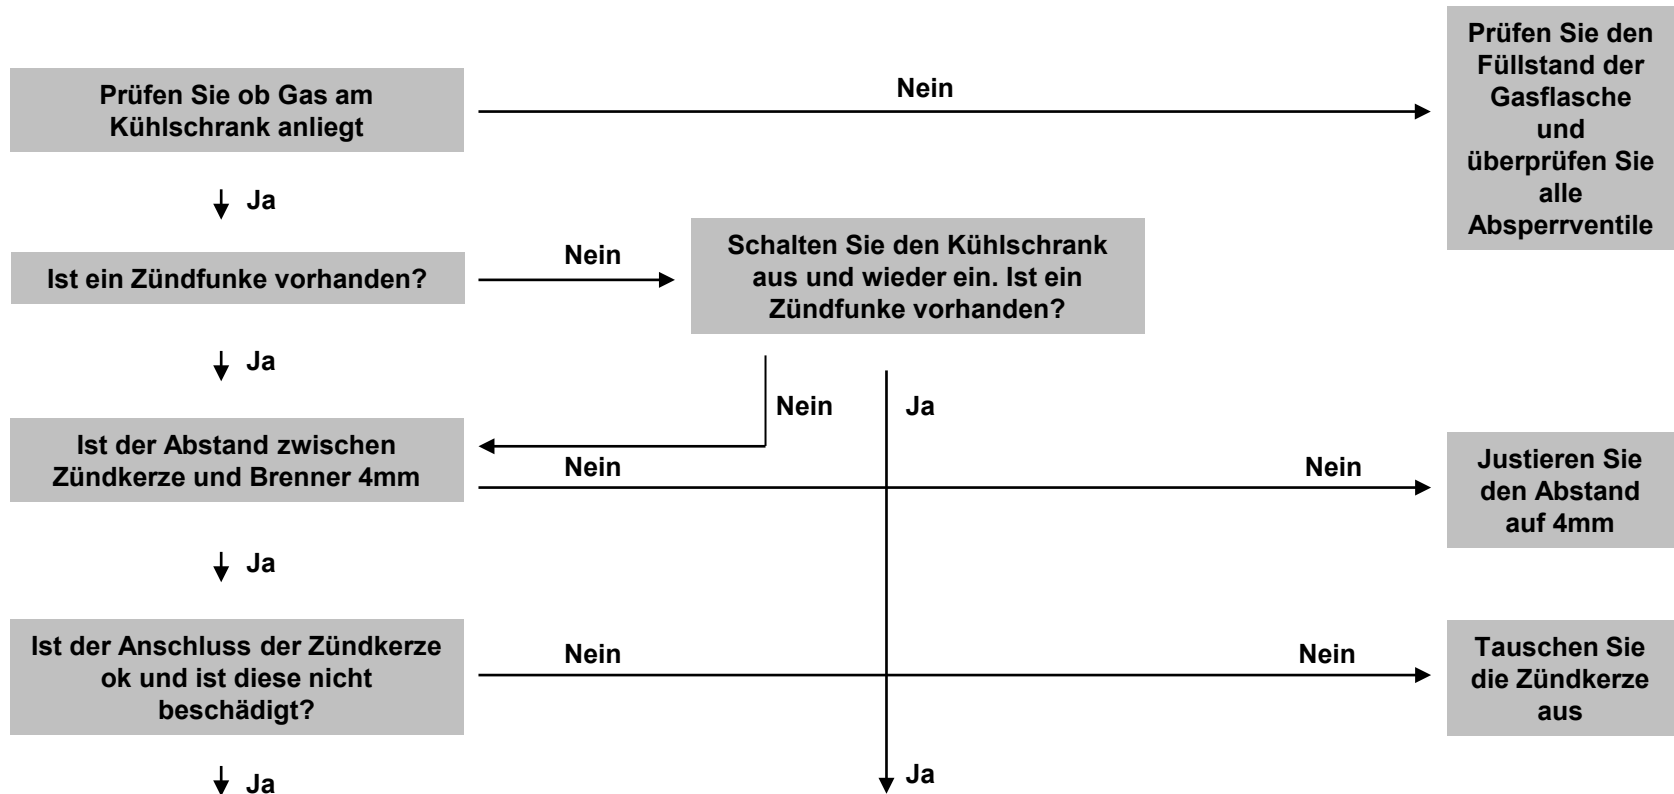 Prüfen Sie ob Gas am
Kühlschrank anliegt
Nein
Prüfen Sie den
Füllstand der
Gasflasche
und
überprüfen Sie
alle
Absperrventile
Ja
Ist ein Zündfunke vorhanden?
Nein
Schalten Sie den Kühlschrank
aus und wieder ein. Ist ein
Zündfunke vorhanden?
Ja
Nein
Ja
Ist der Abstand zwischen
Zündkerze und Brenner 4mm
Nein
Nein
Justieren Sie
den Abstand
auf 4mm
Ja
Ist der Anschluss der Zündkerze
ok und ist diese nicht
beschädigt?
Nein
Nein
Tauschen Sie
die Zündkerze
aus
Ja
Ja